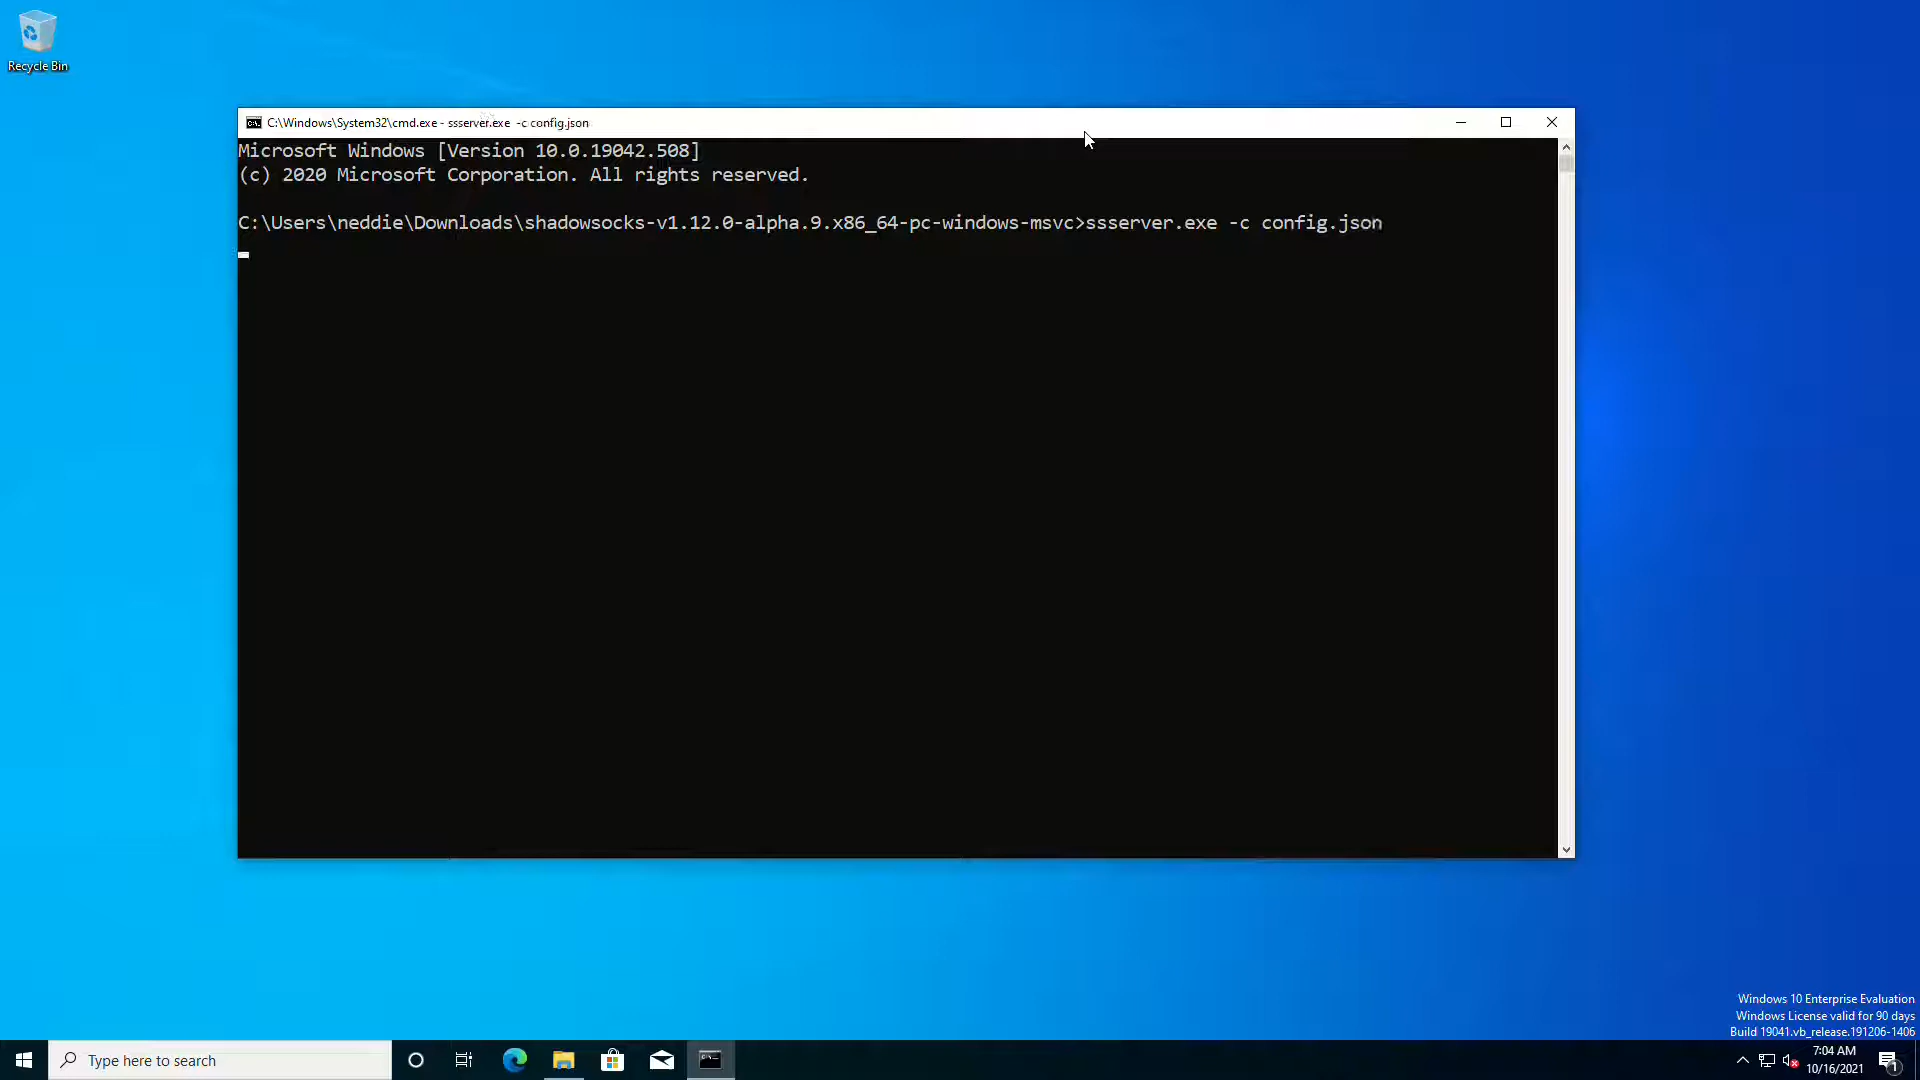 Recycle Bin
C:\Windows\System32\cmd.exe - ssserver.exe  -c config.json
Microsoft Windows [Version 10.0.19042.508]
(c) 2020 Microsoft Corporation. All rights reserved.
C:\Users\neddie\Downloads\shadowsocks-v1.12.0-alpha.9.x86_64-pc-windows-msvc>ssserver.exe -c config.json
Windows 10 Enterprise Evaluation
Windows License valid for 90 days
Build 19041.vb_release.191206-1406
Type here to search
7:04 AM
10/16/2021
1